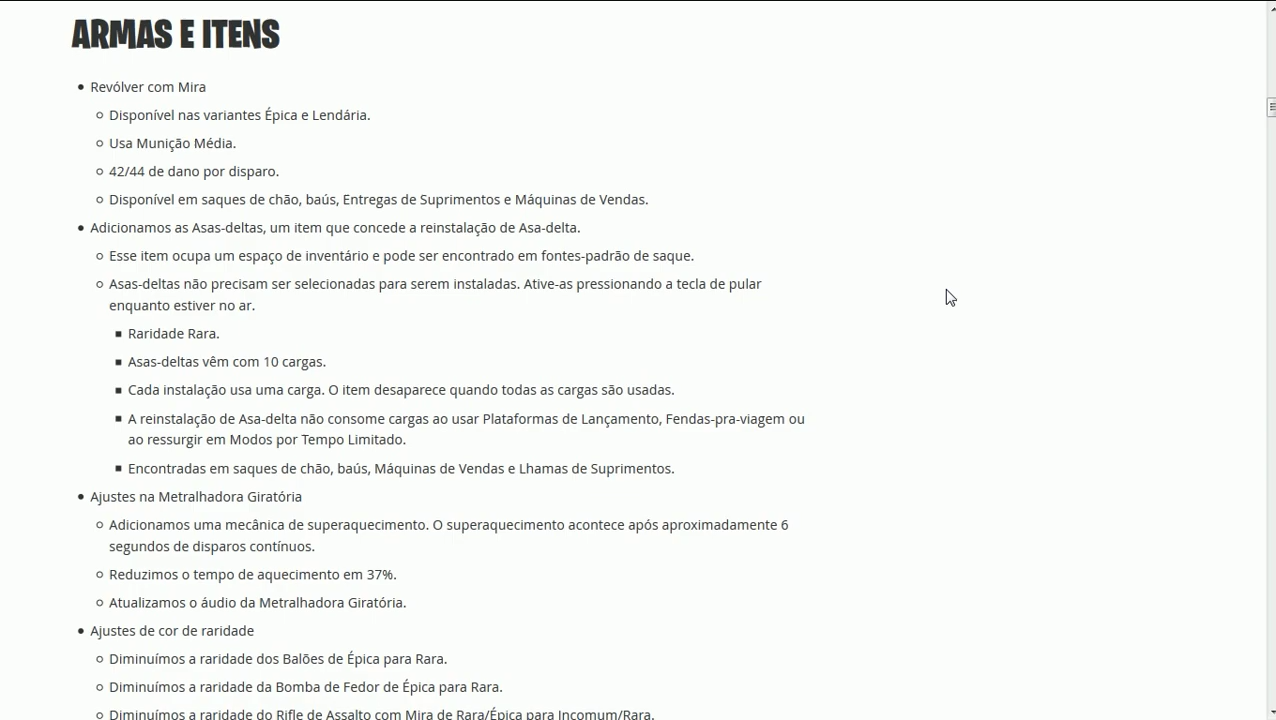 ARMAS E ITENS
Revólver com Mira
Disponível nas variantes Épica e Lendária.
Usa Munição Média.
42/44 de dano por disparo.
Disponível em saques de chão, baús, Entregas de Suprimentos e Máquinas de Vendas.
Adicionamos as Asas-deltas, um item que concede a reinstalação de Asa-delta.
Esse item ocupa um espaço de inventário e pode ser encontrado em fontes-padrão de saque.
Asas-deltas não precisam ser selecionadas para serem instaladas. Ative-as pressionando a tecla de pular
enquanto estiver no ar.
Raridade Rara.
Asas-deltas vêm com 10 cargas.
Cada instalação usa uma carga. O item desaparece quando todas as cargas são usadas.
A reinstalação de Asa-delta não consome cargas ao usar Plataformas de Lançamento, Fendas-pra-viagem ou
ao ressurgir em Modos por Tempo Limitado.
Encontradas em saques de chão, baús, Máquinas de Vendas e Lhamas de Suprimentos.
Ajustes na Metralhadora Giratória
Adicionamos uma mecânica de superaquecimento. O superaquecimento acontece após aproximadamente 6
segundos de disparos contínuos.
Reduzimos o tempo de aquecimento em 37%.
Atualizamos o áudio da Metralhadora Giratória.
Ajustes de cor de raridade
Diminuímos a raridade dos Balões de Épica para Rara.
Diminuímos a raridade da Bomba de Fedor de Épica para Rara.
Diminuímos a raridade do Rifle de Assalto com Mira de Rara/Épica para Incomum/Rara.